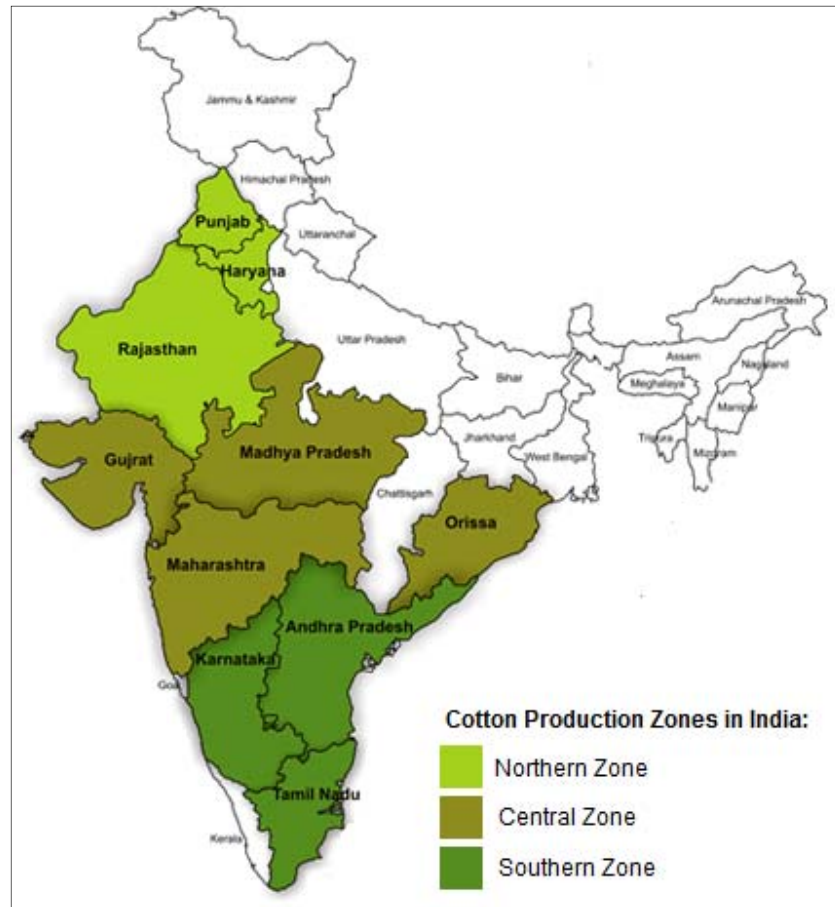 Jammu & Kashmir
Himachal Pradesh
Punjab
Uttaranchal
Haryana
Arunachal Pradesh
Rajasthan
Uttar Pradesh
Assam
Nagaland
Bihar
Meghalaya
Manipur
Gujrat
Madhya Pradesh
Jharkhand
Tripura
West Bengal
Mizoram
Chattisgarh
Orissa
Maharashtra
Andhra Pradesh
Karnataka
Goa
Cotton Production Zones in India:
Northern Zone
Tamil Nadu
Central Zone
Kerala
Southern Zone